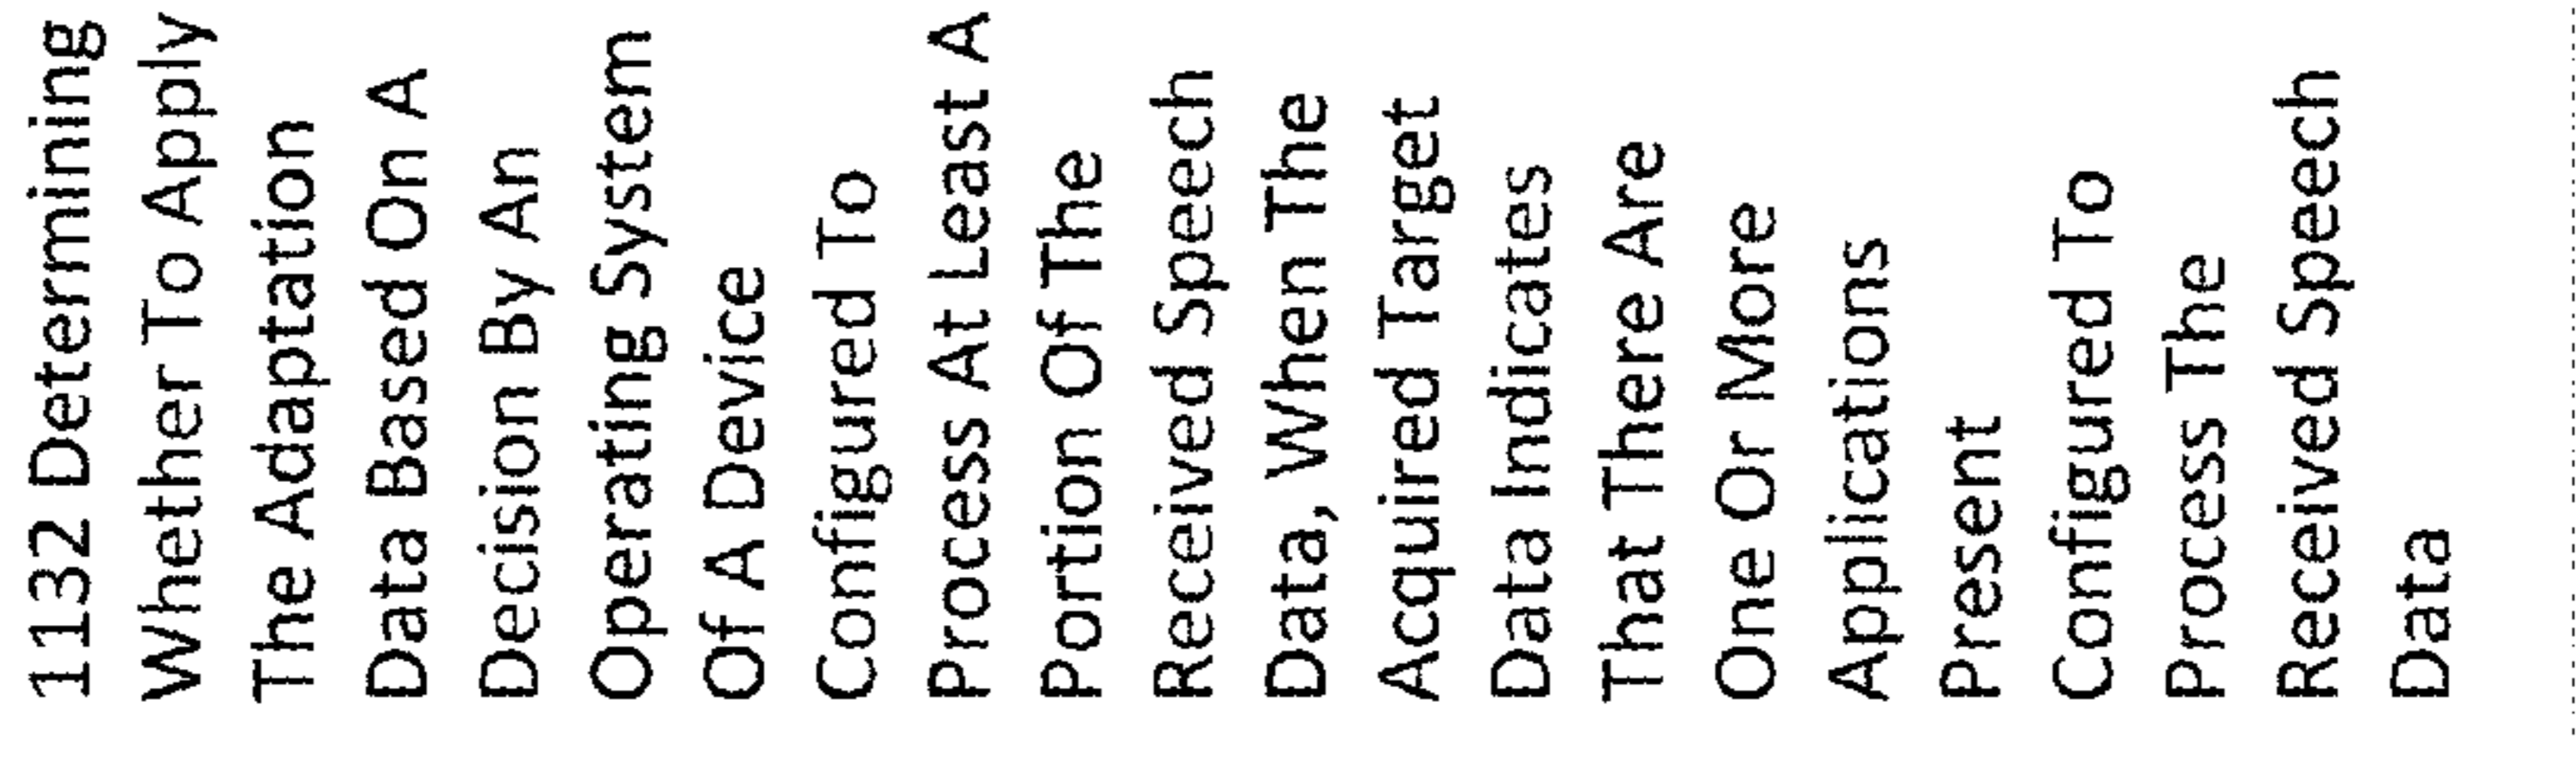 1132 Determining
Whether To Apply
The Adaptation
Data Based On A
Decision By An
Operating System
Of A Device
Configured To
Process At Least A
Portion Of The
Received Speech
Data, When The
Acquired Target
Data Indicates
That There Are
One Or More
Applications
Present
Configured To
Process The
Received Speech
Data